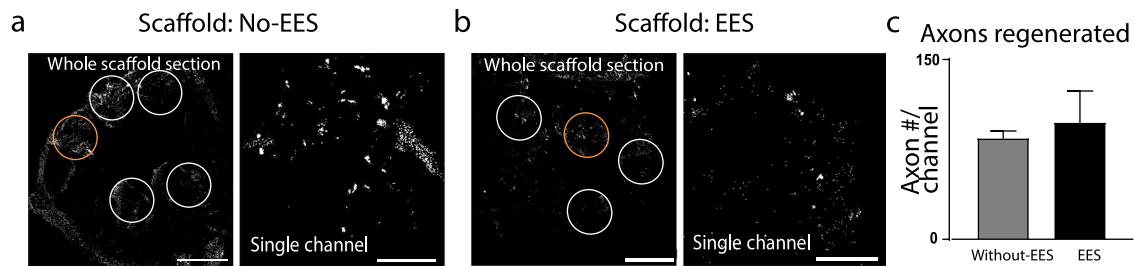 a
Scaffold: No-EES
Whole scaffold section
Single channel
b
Scaffold: EES
Whole scaffold section
Single channel
c
Axons regenerated
150
Axon #/
channel
0
Without-EES
EES